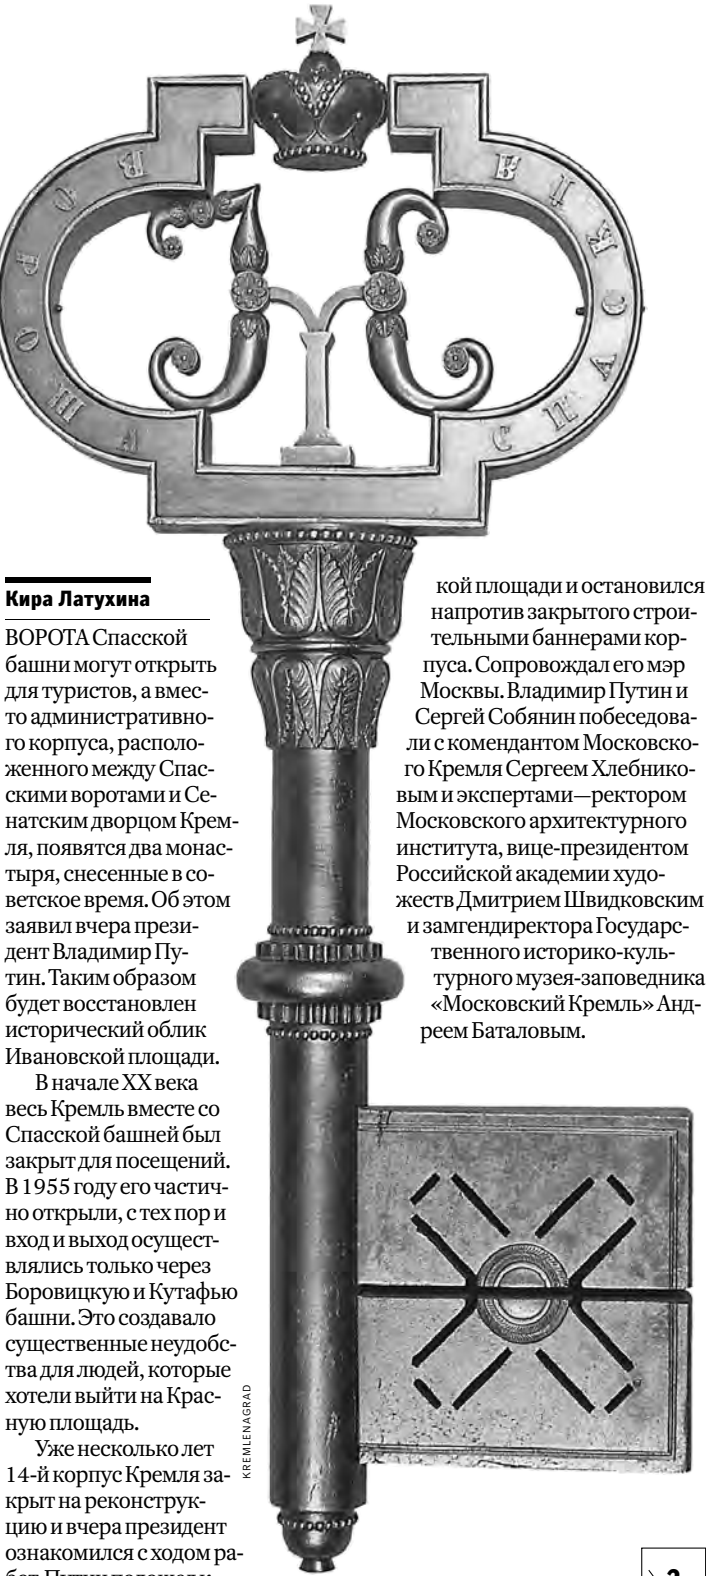 Кира Латухина
ВОРОТА Спасской
башни могут открыть
для туристов, а вмес-
то административно-
го корпуса, располо-
женного между Спас-
скими воротами и Се-
натским дворцом Крем-
ля, появятся два монас-
тыря, снесенные в со-
ветское время. Об этом
заявил вчера прези-
дент Владимир Пу-
тин. Таким образом
будет восстановлен
исторический облик
Ивановской площади.
В начале XX века
весь Кремль вместе со
Спасской башней был
закрыт для посещений.
В 1955 году его частич-
но открыли, с тех пор и
вход и выход осущест-
влялись только через
Боровицкую и Кутафью
башни. Это создавало
существенные неудобс-
тва для людей, которые
хотели выйти на Крас-
ную площадь.
Уже несколько лет
14-й корпус Кремля за-
крыт на реконструк-
цию и вчера президент
ознакомился с ходом ра-
кой площади и остановился
напротив закрытого строи-
тельными баннерами кор-
пуса. Сопровождал его мэр
Москвы. Владимир Путин и
Сергей Собянин побеседова-
ли с комендантом Московско-
го Кремля Сергеем Хлебнико-
вым и экспертами—ректором
Московского архитектурного
института, вице-президентом
Российской академии худо-
жеств Дмитрием Швидковским
и замгендиректора Государс-
твенного историко-куль-
турного музея-заповедника
«Московский Кремль» Анд-
реем Баталовым.
KREMLENAGRAD